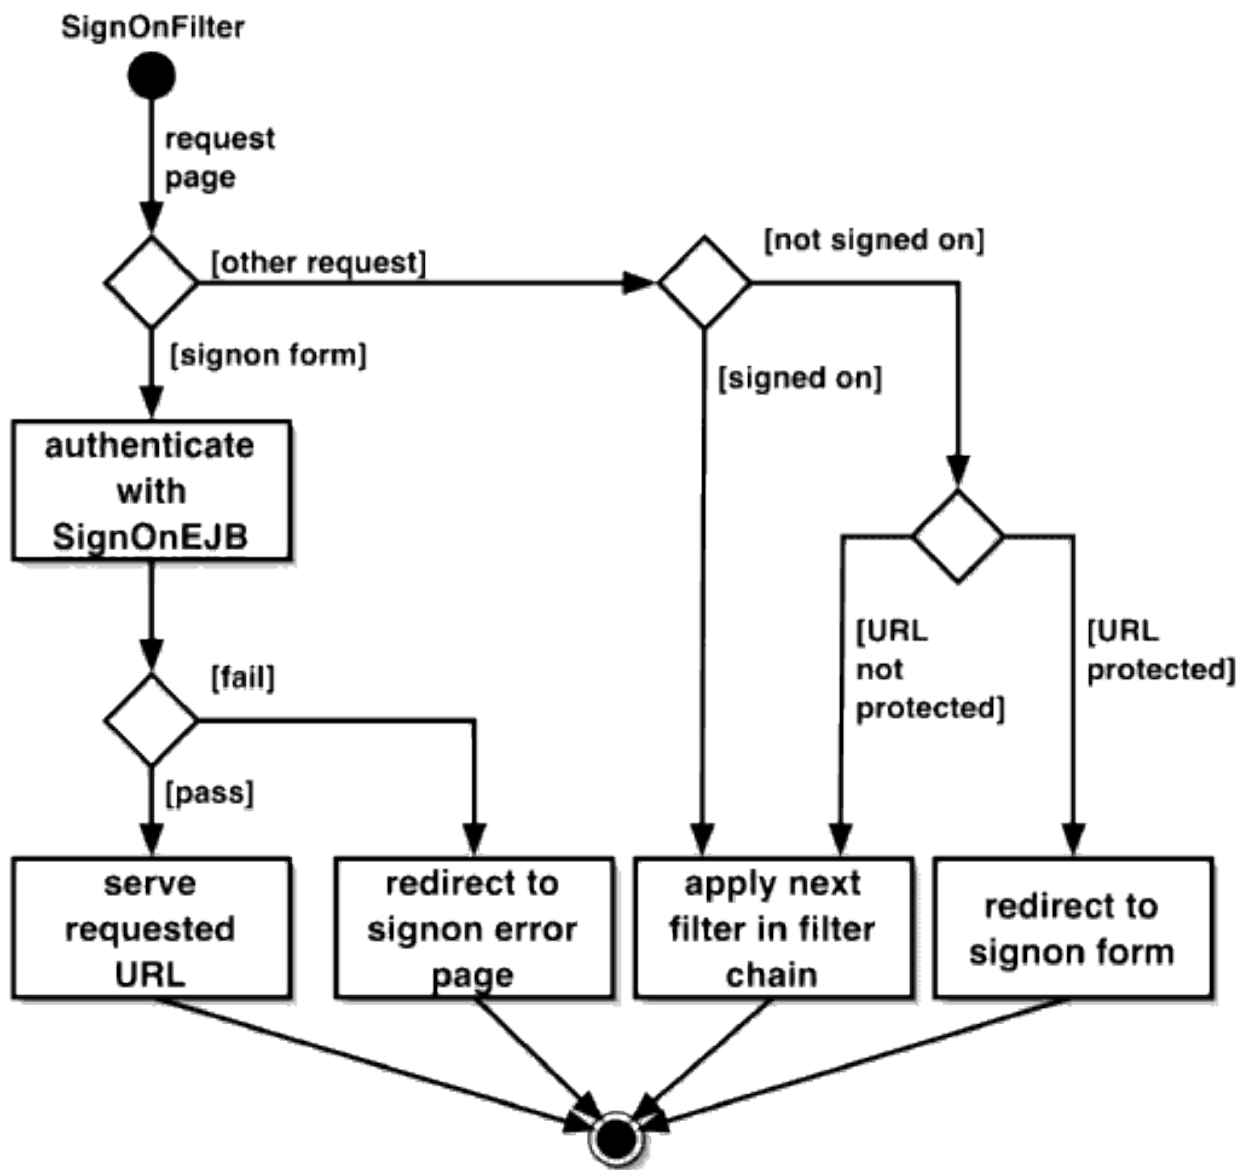 SignOnFilter
request
page
[other request]
[not signed on]
[signon form]
[signed on]
authenticate
with
SignOnEJB
[URL
not
protected]
[URL
protected]
[fail]
[pass]
serve
requested
URL
redirect to
signon error
page
apply next
filter in filter
chain
redirect to
signon form